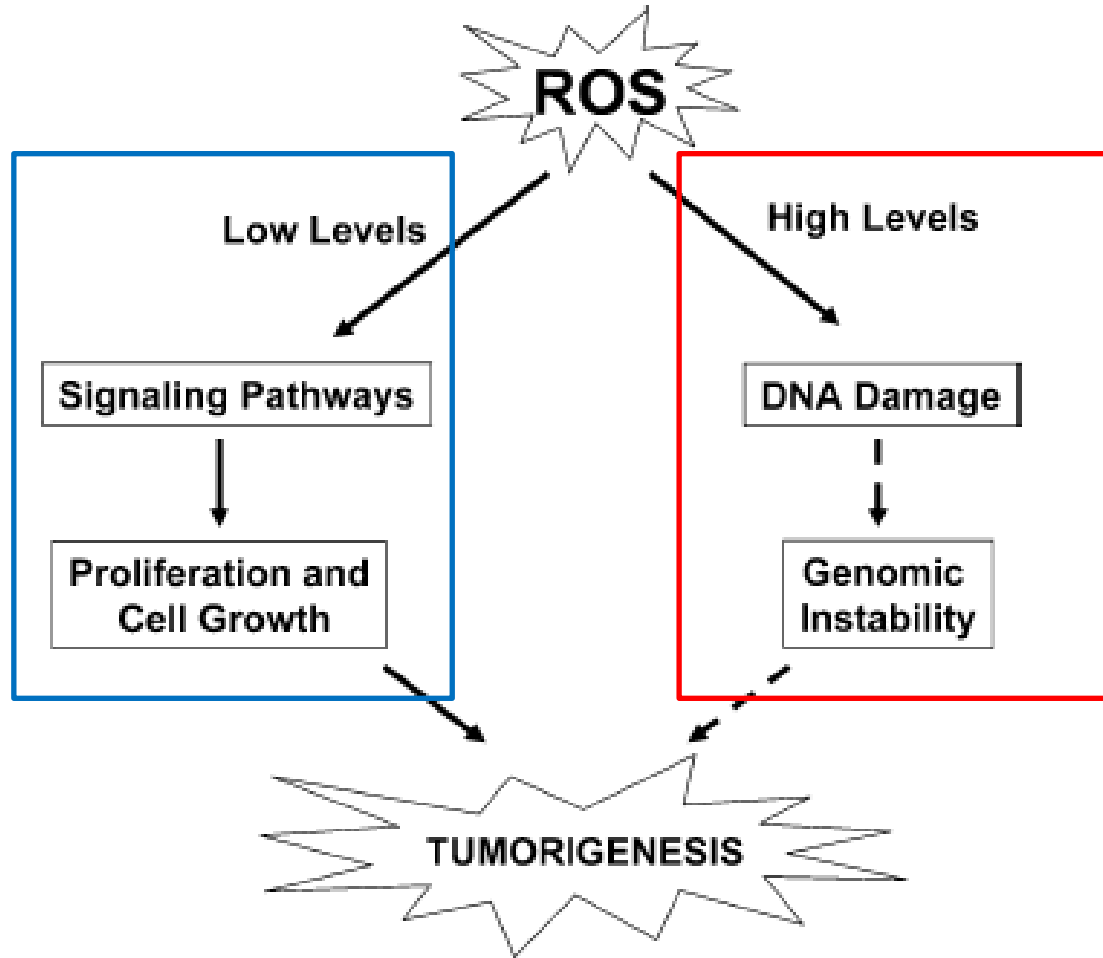 ROS
Low Levels
High Levels
Signaling Pathways
DNA Damage
Proliferation and
Cell Growth
Genomic
Instability
TUMORIGENESIS